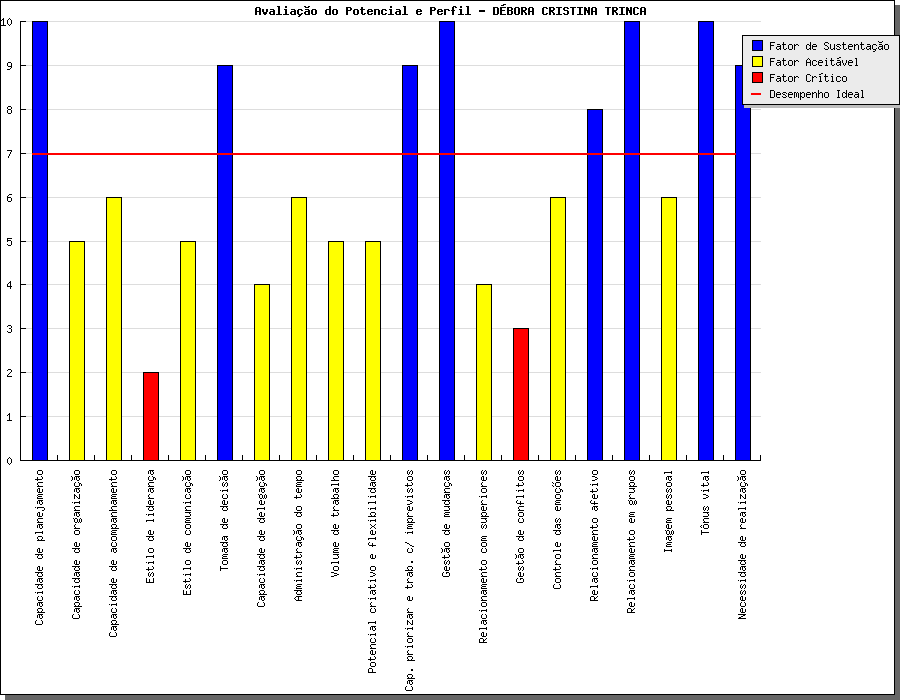 Avaliação do Potencial e Perfil - DÉBORA CRISTINA TRINCA
Fator de Sustentação
Fator Aceitável
Fator Crítico
Desempenho Ideal
10
9
8
7
6
5
4
3
2
1
0
Capacidade de planejamento
Capacidade de organização
Capacidade de acompanhamento
Estilo de liderança
Estilo de comunicação
Tomada de decisão
Capacidade de delegação
Administração do tempo
Volume de trabalho
Potencial criativo e flexibilidade
Cap. priorizar e trab. c/ imprevistos
Gestão de mudanças
Relacionamento com superiores
Gestão de conflitos
Controle das emoções
Relacionamento afetivo
Relacionamento em grupos
Imagem pessoal
Tônus vital
Necessidade de realização